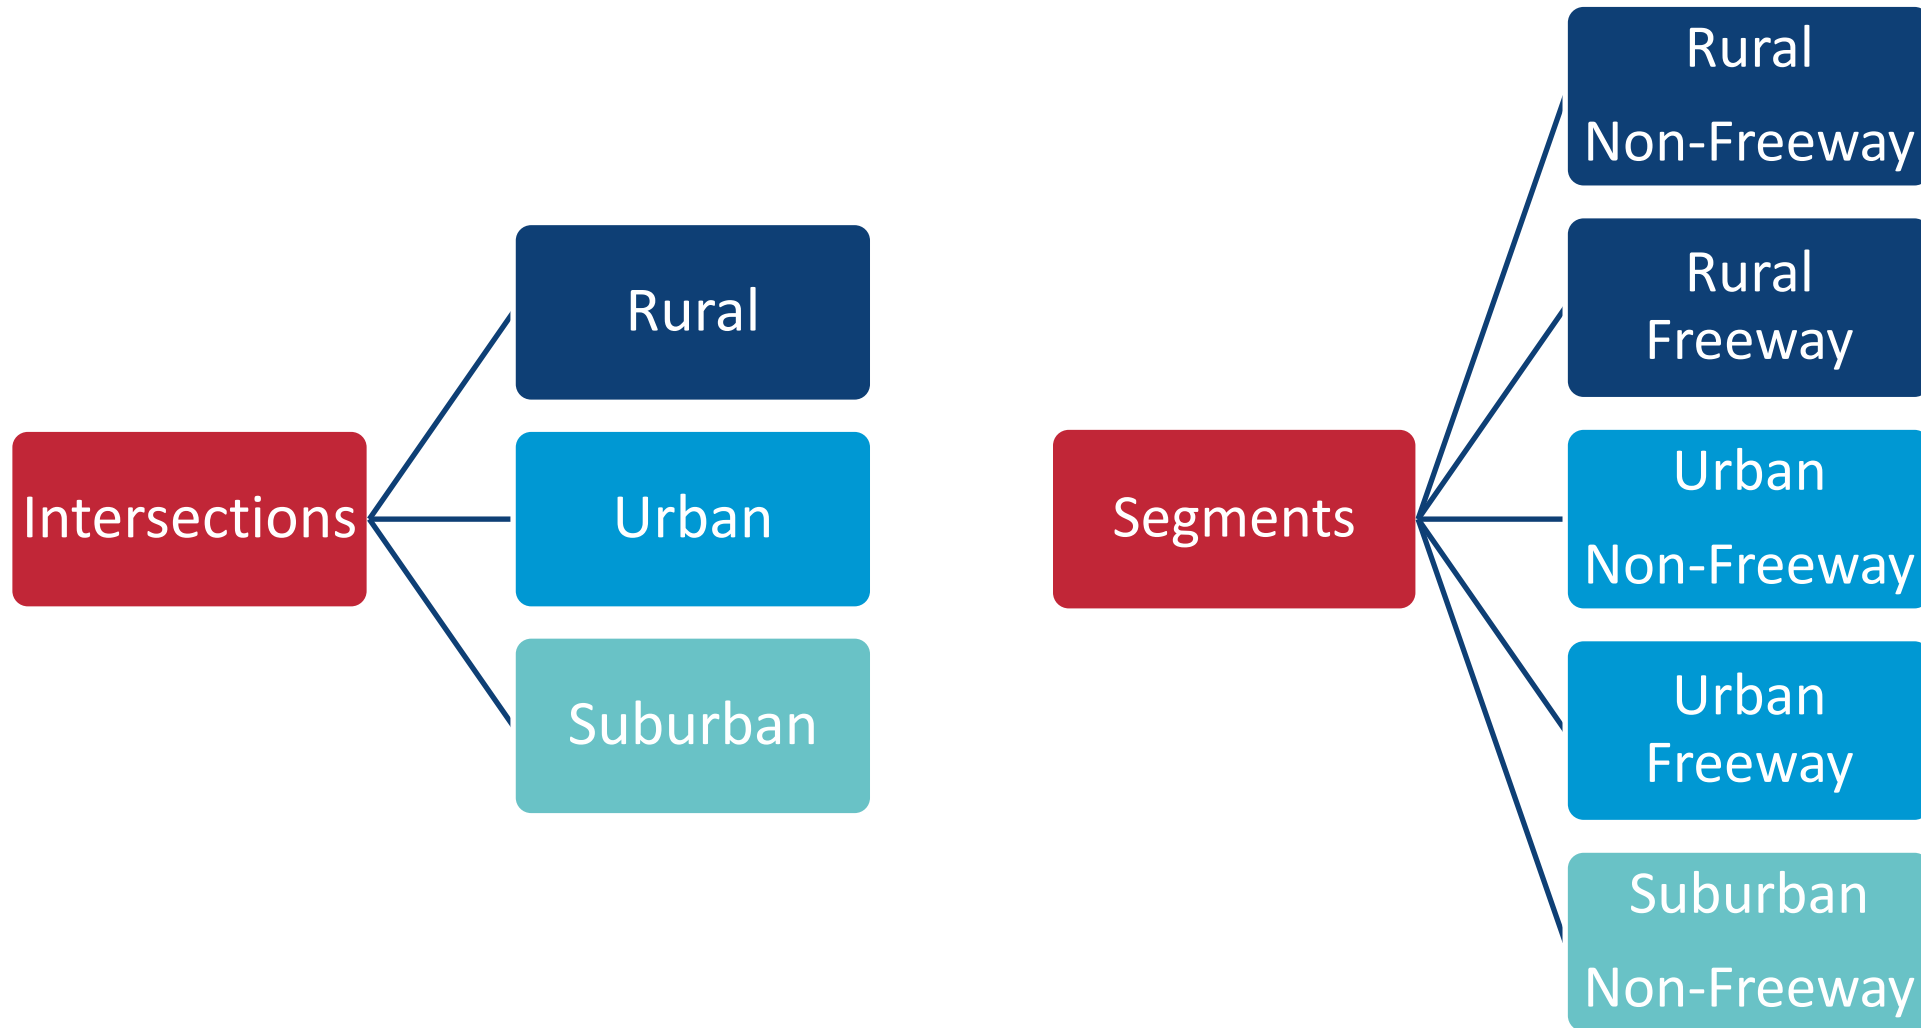 Intersections
Rural
Urban
Suburban
Segments
Rural
Non-Freeway
Rural
Freeway
Urban
Non-Freeway
Urban
Freeway
Suburban
Non-Freeway